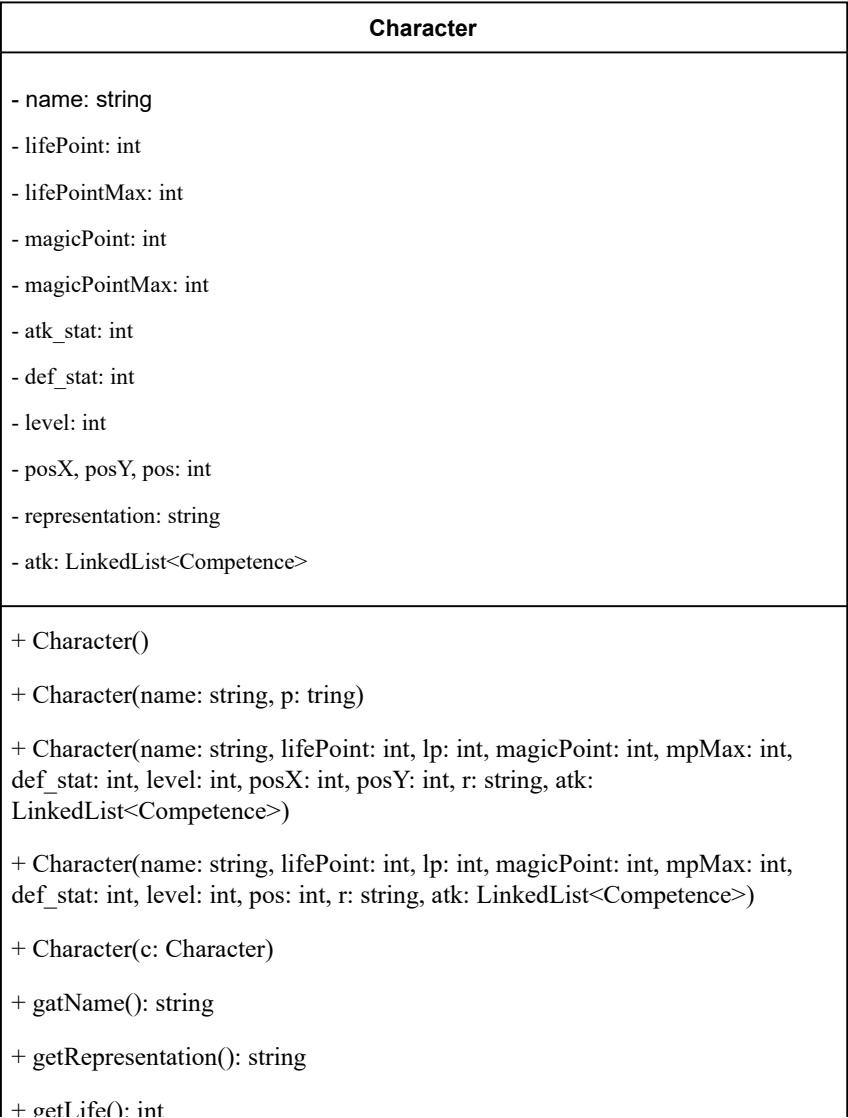 Character
- name: string
- lifePoint: int
- lifePointMax: int
- magicPoint: int
- magicPointMax: int
- atk_stat: int
- def_stat: int
- level: int
- posX, posY, pos: int
- representation: string
- atk: LinkedList<Competence>
+ Character()
+ Character(name: string, p: tring)
+ Character(name: string, lifePoint: int, lp: int, magicPoint: int, mpMax: int,
def_stat: int, level: int, posX: int, posY: int, r: string, atk:
LinkedList<Competence>)
+ Character(name: string, lifePoint: int, lp: int, magicPoint: int, mpMax: int,
def_stat: int, level: int, pos: int, r: string, atk: LinkedList<Competence>)
+ Character(c: Character)
+ gatName(): string
+ getRepresentation(): string
+ getLife(): int